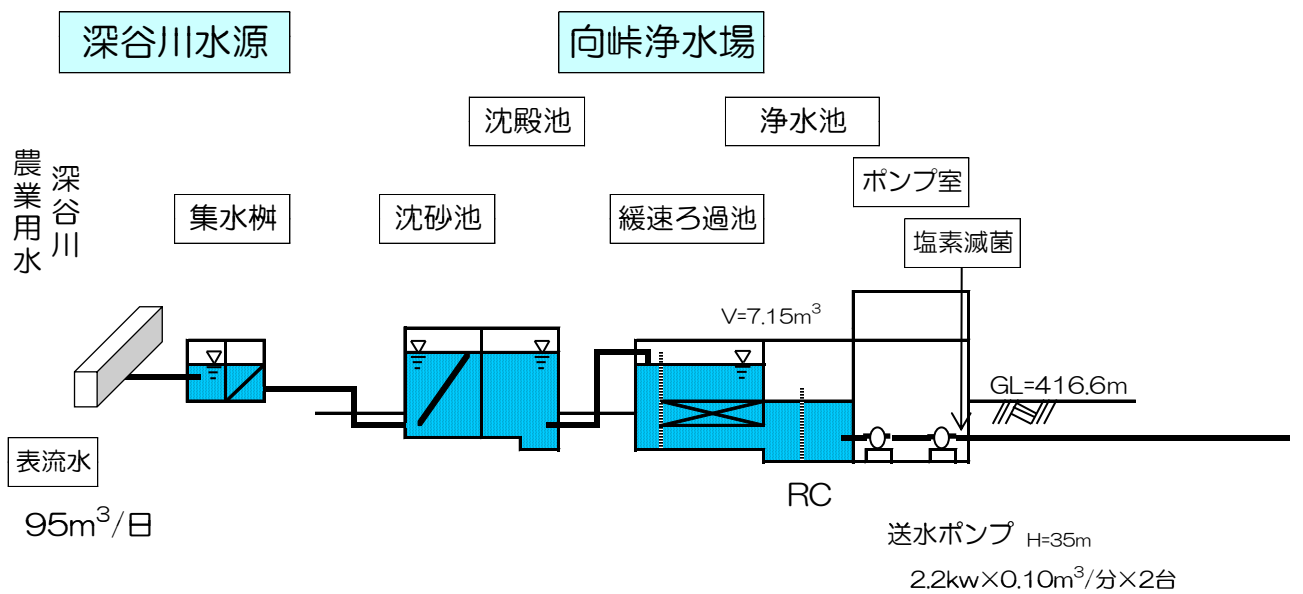 深谷川水源
向峠浄水場
沈殿池
浄水池
深谷川
農業用水
ポンプ室
集水桝
沈砂池
緩速ろ過池
塩素滅菌
V=7.15m³
GL=416.6m
表流水
95m³/日
RC
送水ポンプ H=35m
2.2kw×0.10m³/分×2台